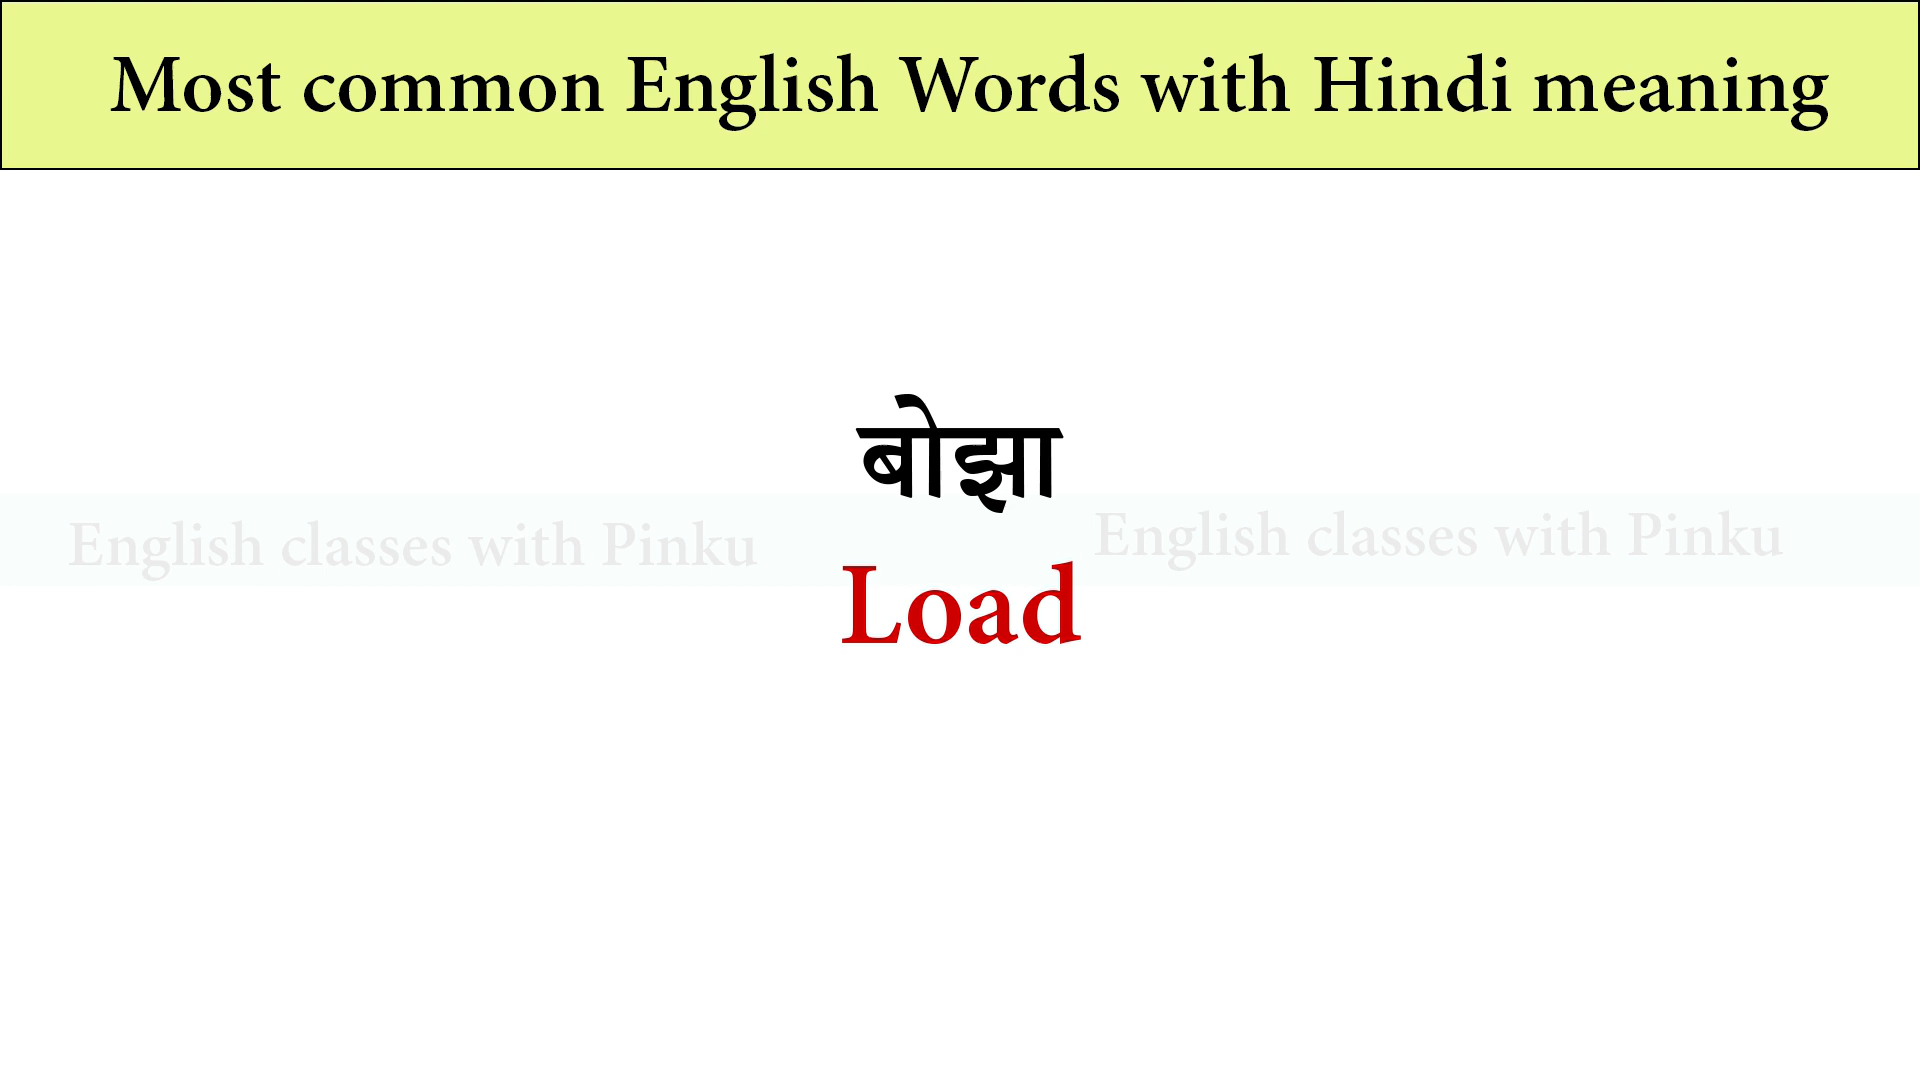 Most common English Words with Hindi meaning
बोझा
English classes with Pinku
English classes with Pinku
Load